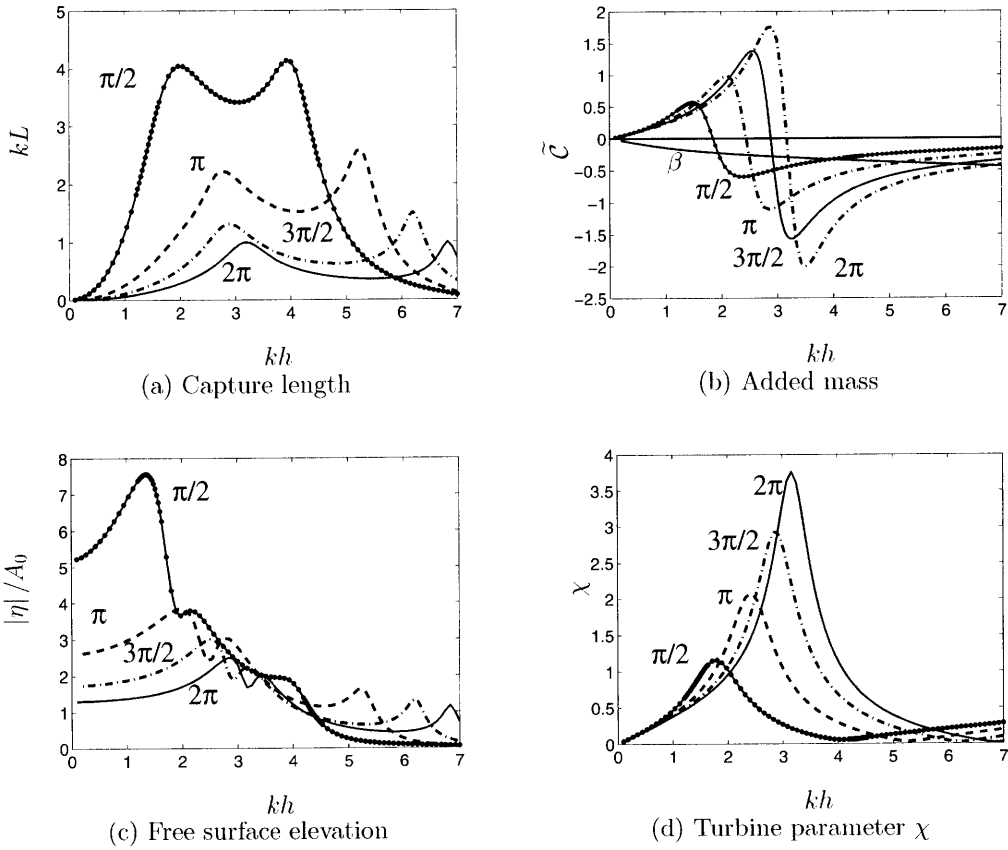 5
4
3
2
1
0
kL
π/2
π
3π/2
2π
0 1 2 3 4 5 6 7
kh
(a) Capture length
2
1.5
1
0.5
0
−0.5
−1
−1.5
−2
−2.5
C̃
β
π/2
π
3π/2
2π
0 1 2 3 4 5 6 7
kh
(b) Added mass
8
7
6
5
4
3
2
1
0
|η| /A₀
π/2
π
3π/2
2π
0 1 2 3 4 5 6 7
kh
(c) Free surface elevation
4
3.5
3
2.5
2
1.5
1
0.5
0
χ
2π
3π/2
π
π/2
0 1 2 3 4 5 6 7
kh
(d) Turbine parameter χ